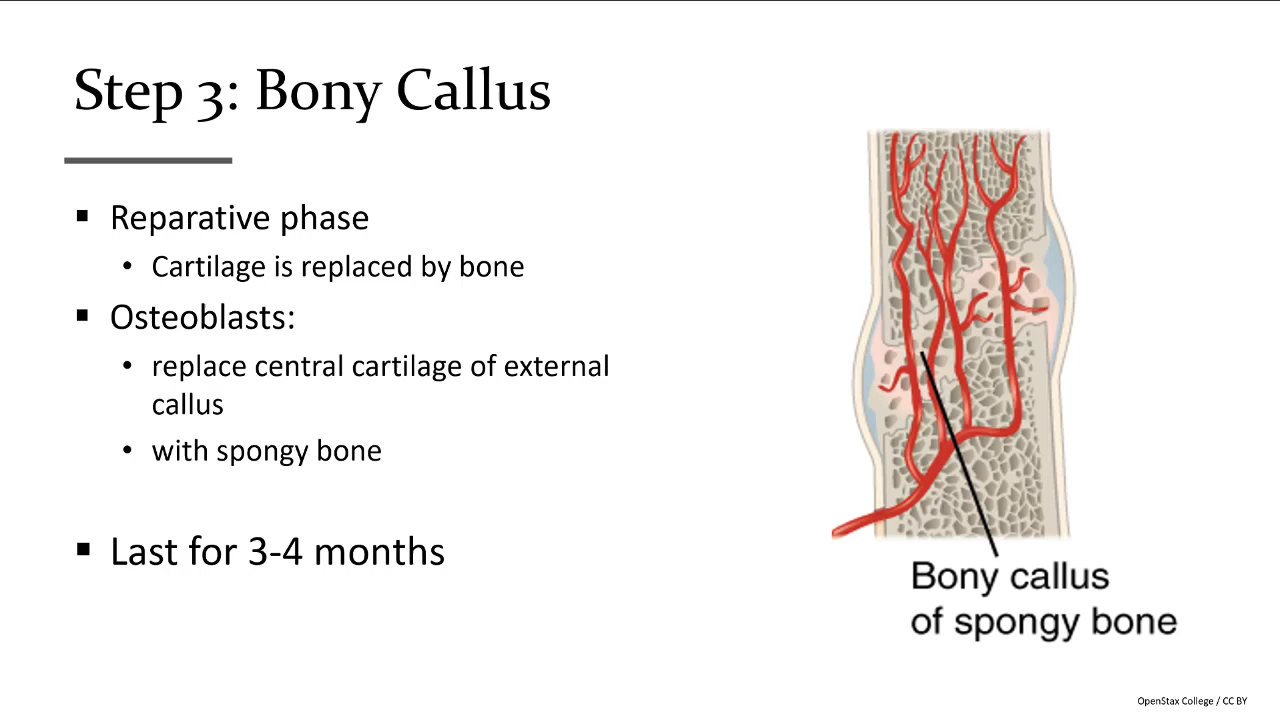 Step 3: Bony Callus
▪ Reparative phase
• Cartilage is replaced by bone
▪ Osteoblasts:
• replace central cartilage of external
callus
• with spongy bone
▪ Last for 3-4 months
Bony callus
of spongy bone
OpenStax College / CC BY